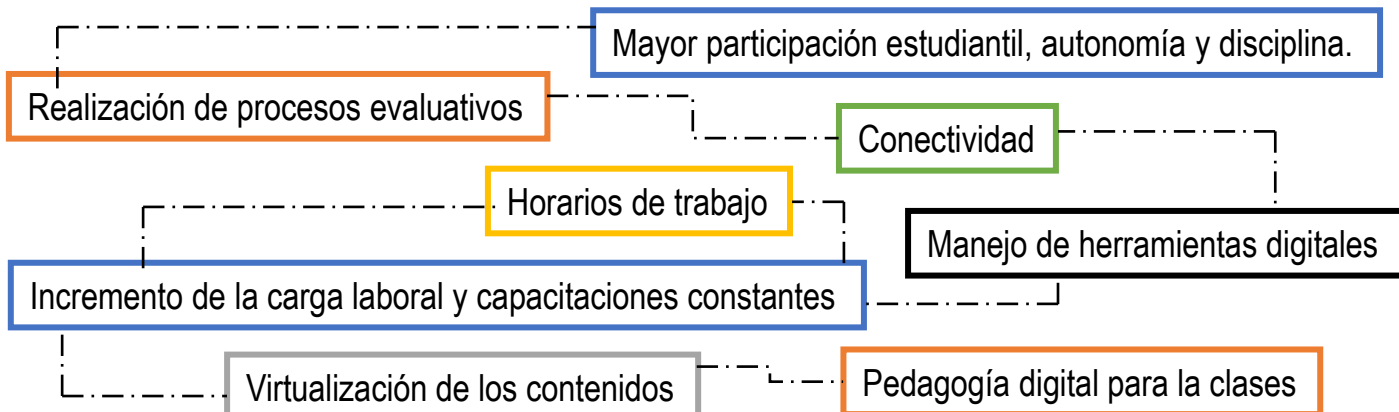 Mayor participación estudiantil, autonomía y disciplina.
Realización de procesos evaluativos
Conectividad
Horarios de trabajo
Manejo de herramientas digitales
Incremento de la carga laboral y capacitaciones constantes
Virtualización de los contenidos
Pedagogía digital para la clases